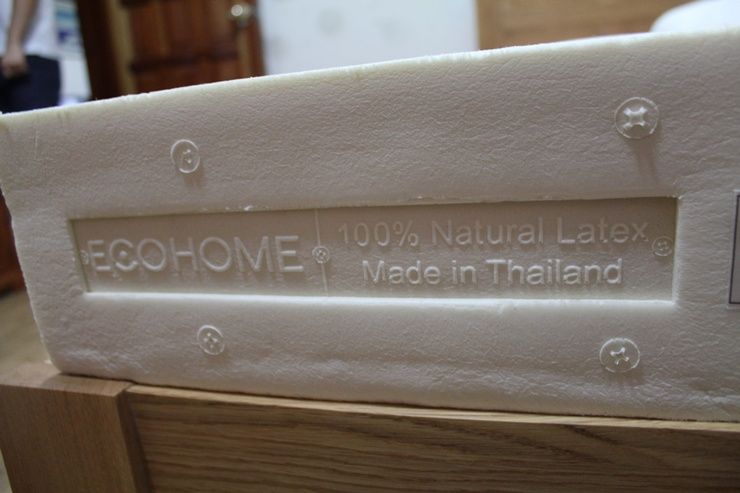 ECOHOME
100% Natural Latex
Made in Thailand